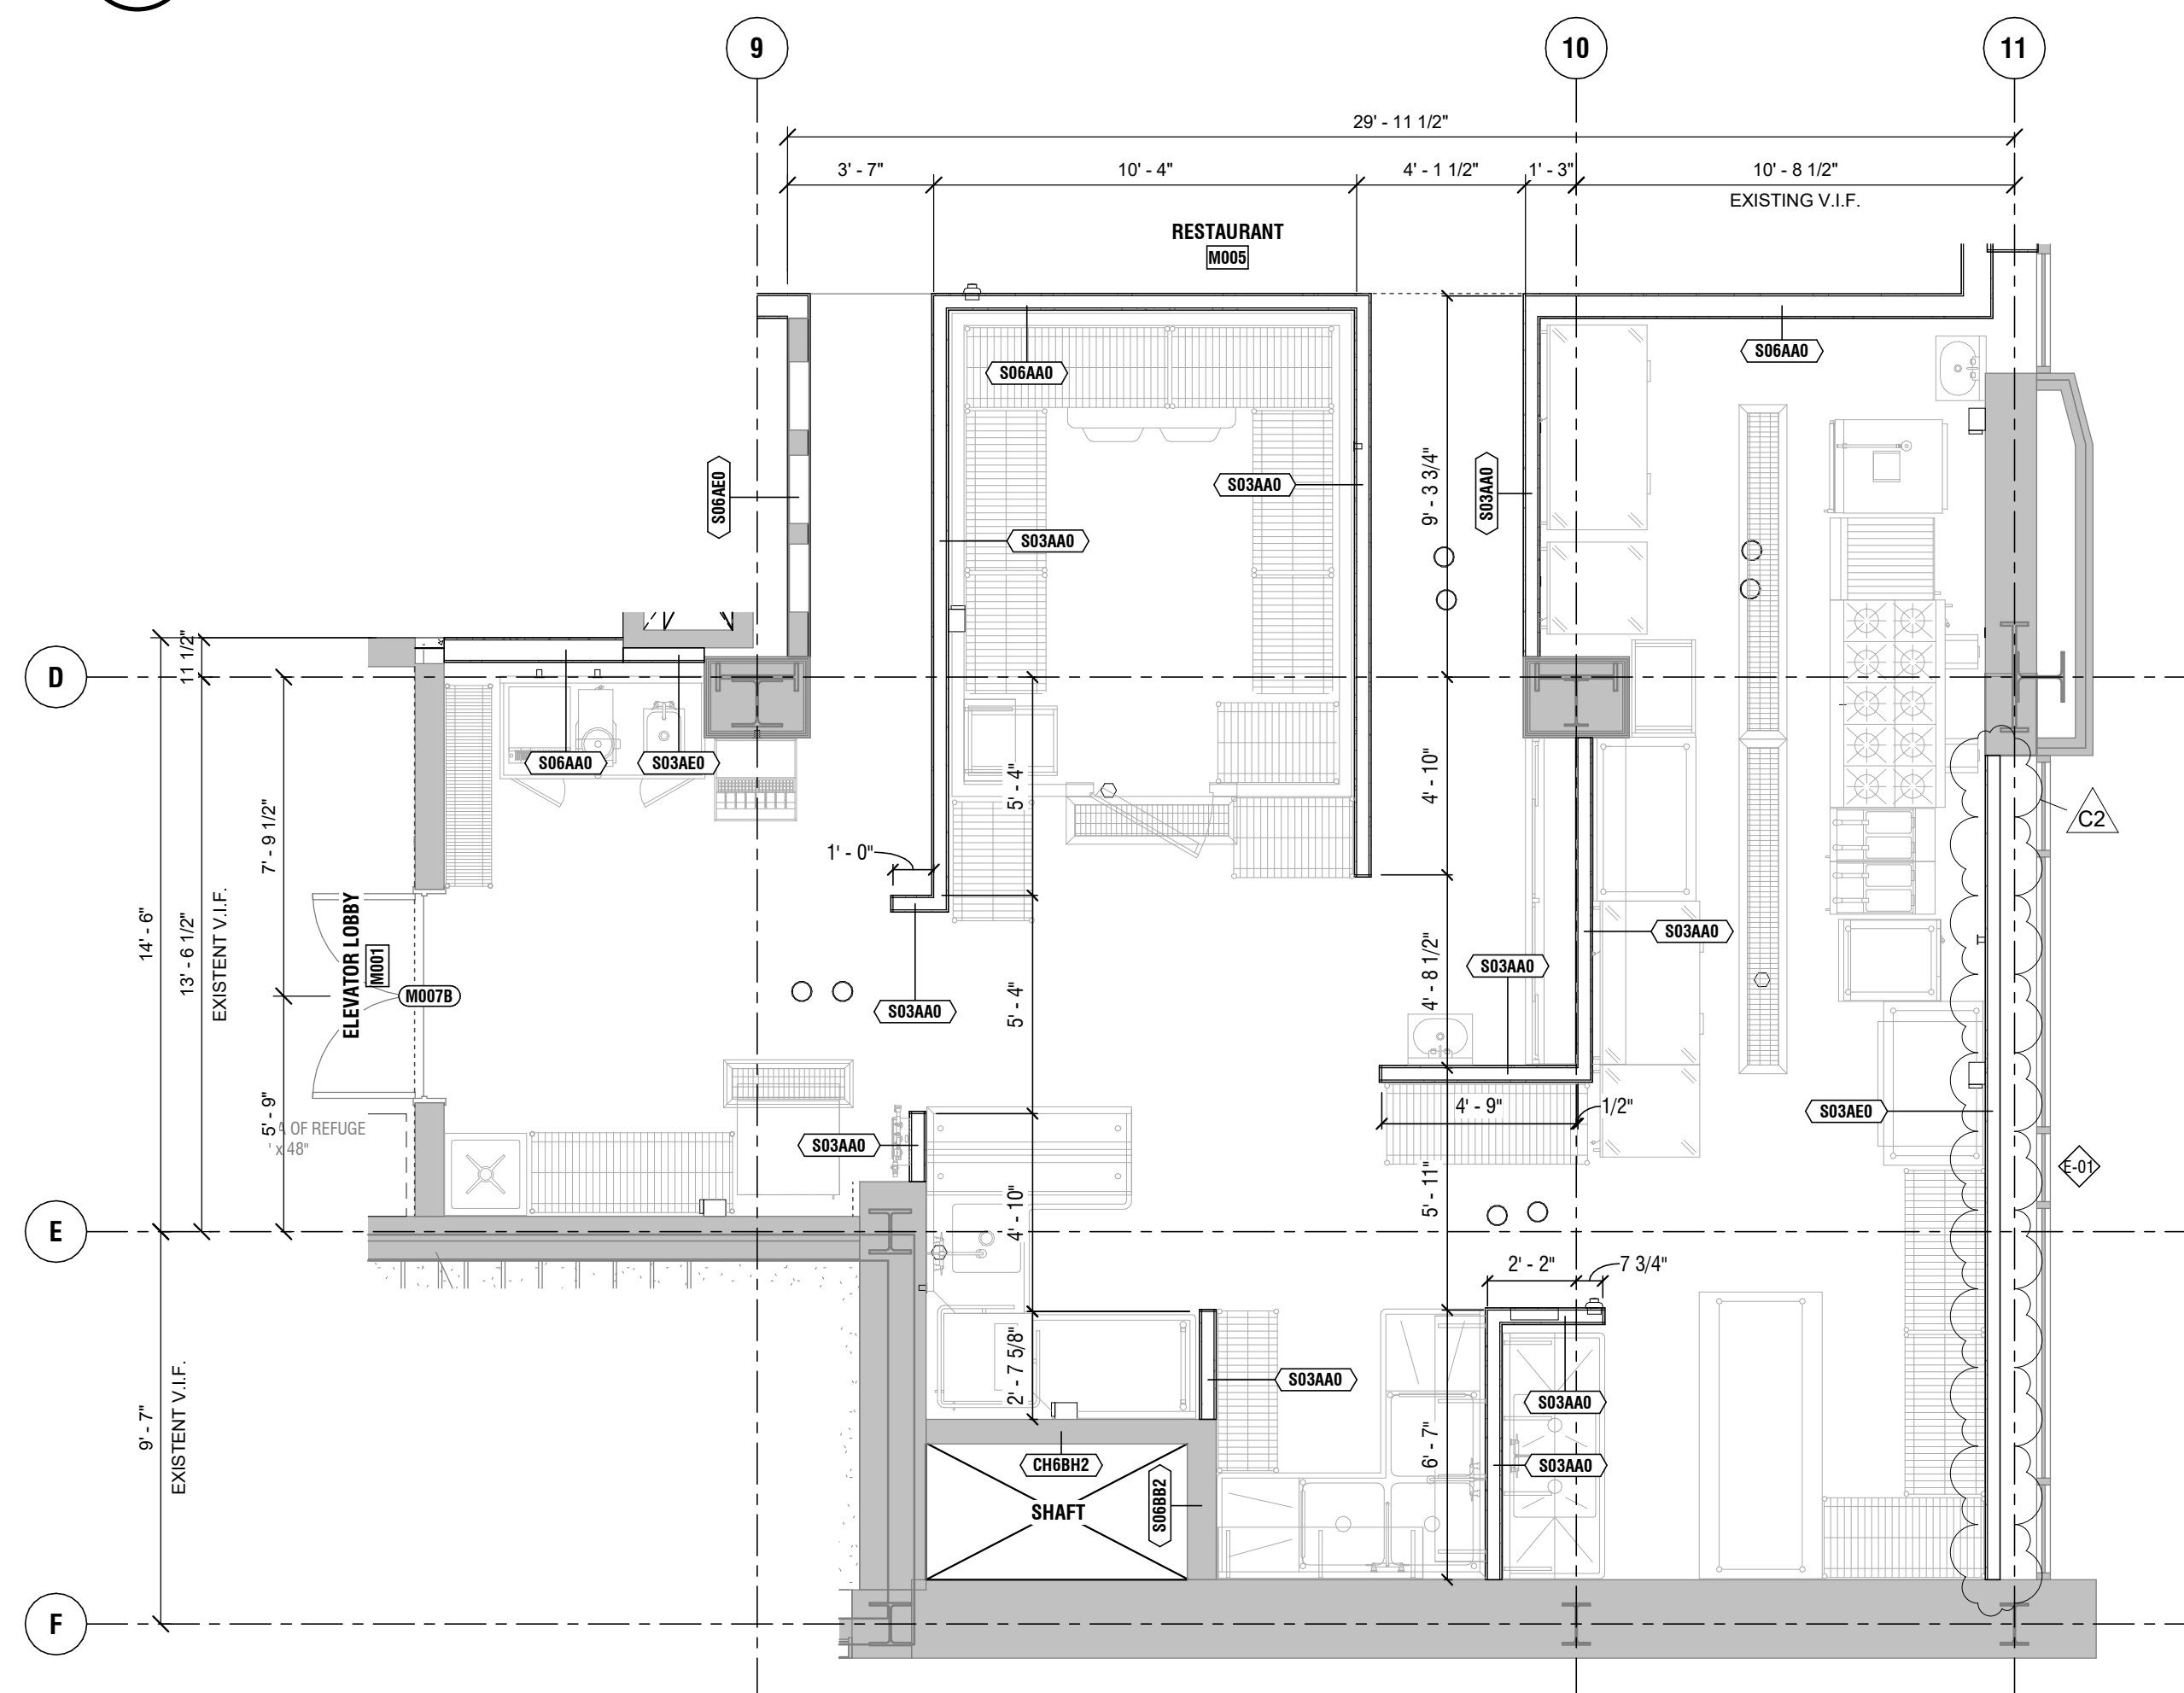 9
10
11
29' - 11 1/2"
3' - 7"
10' - 4"
4' - 1 1/2"
1' - 3"
10' - 8 1/2"
EXISTING V.I.F.
RESTAURANT
M005
S06AA0
S06AA0
S06AE0
S03AA0
S03AA0
S03AA0
9' - 3 3/4"
11 1/2"
D
S06AA0
S03AE0
5' - 4"
4' - 10"
C2
7' - 9 1/2"
1' - 0"
14' - 6"
13' - 6 1/2"
EXISTENT V.I.F.
ELEVATOR LOBBY
M001
M007B
S03AA0
5' - 4"
4' - 8 1/2"
S03AA0
S03AA0
5' - 9"
A OF REFUGE
' x 48"
S03AA0
4' - 9"
1/2"
S03AE0
E-01
E
4' - 10"
5' - 11"
2' - 2"
7 3/4"
2' - 7 5/8"
S03AA0
S03AA0
9' - 7"
EXISTENT V.I.F.
CH6BH2
SHAFT
S06BB2
6' - 7"
S03AA0
F